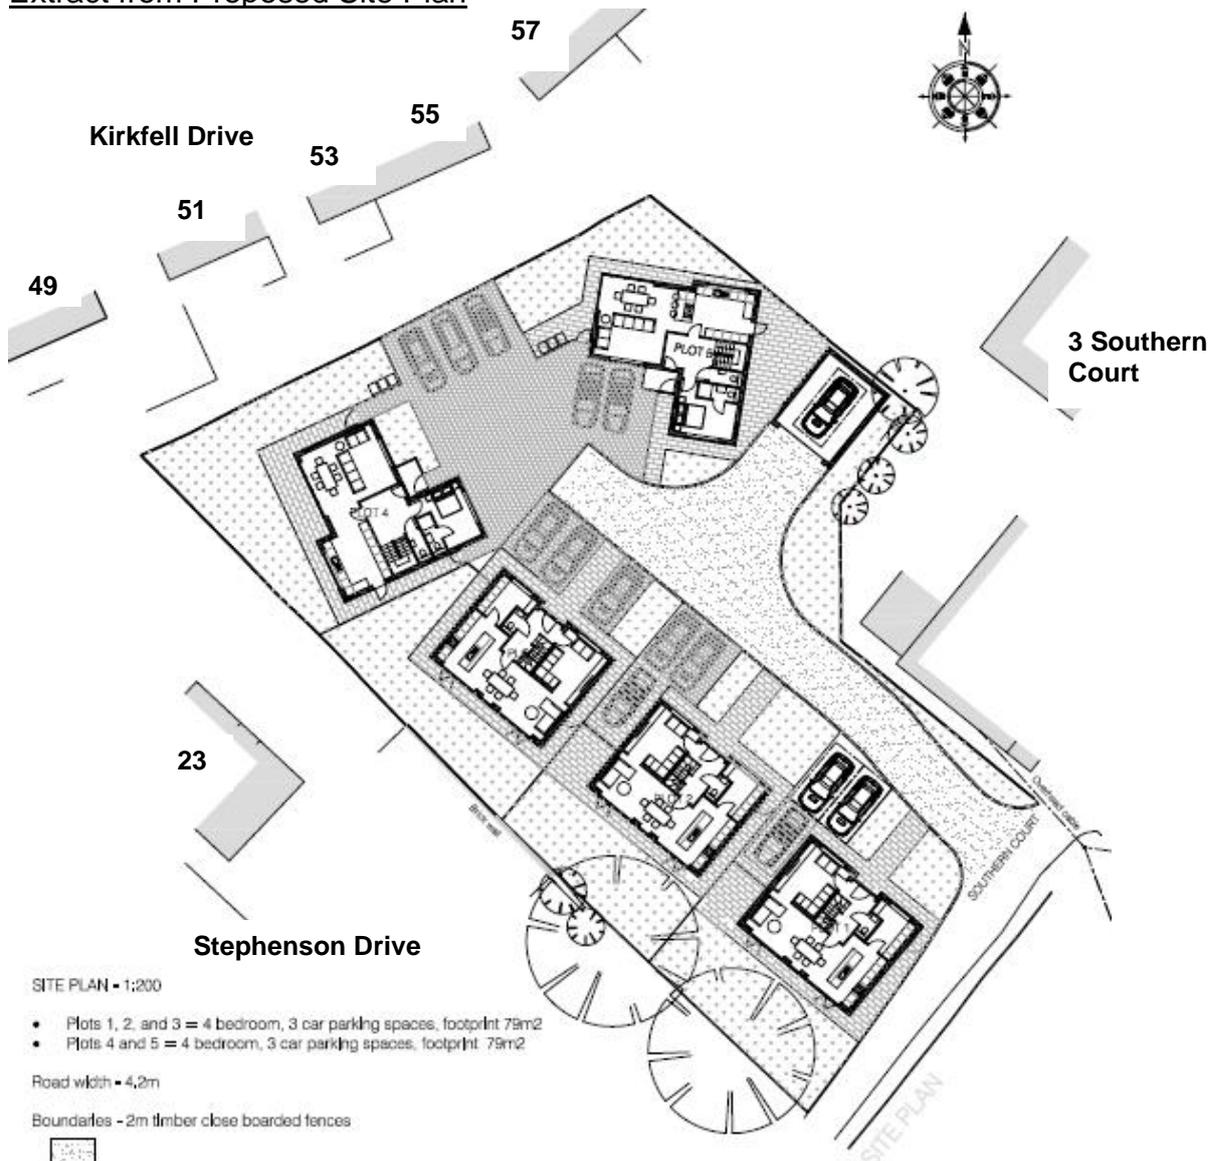 Extract from Proposed Site Plan
57
N
55
Kirkfell Drive
53
51
49
3 Southern
Court
PLOT 5
PLOT 4
23
Overhead cable
Brick wall
SOUTHERN COURT
Stephenson Drive
SITE PLAN - 1:200
• Plots 1, 2, and 3 = 4 bedroom, 3 car parking spaces, footprint 79m2
• Plots 4 and 5 = 4 bedroom, 3 car parking spaces, footprint 79m2
Road width - 4.2m
Boundaries - 2m timber close boarded fences
SITE PLAN